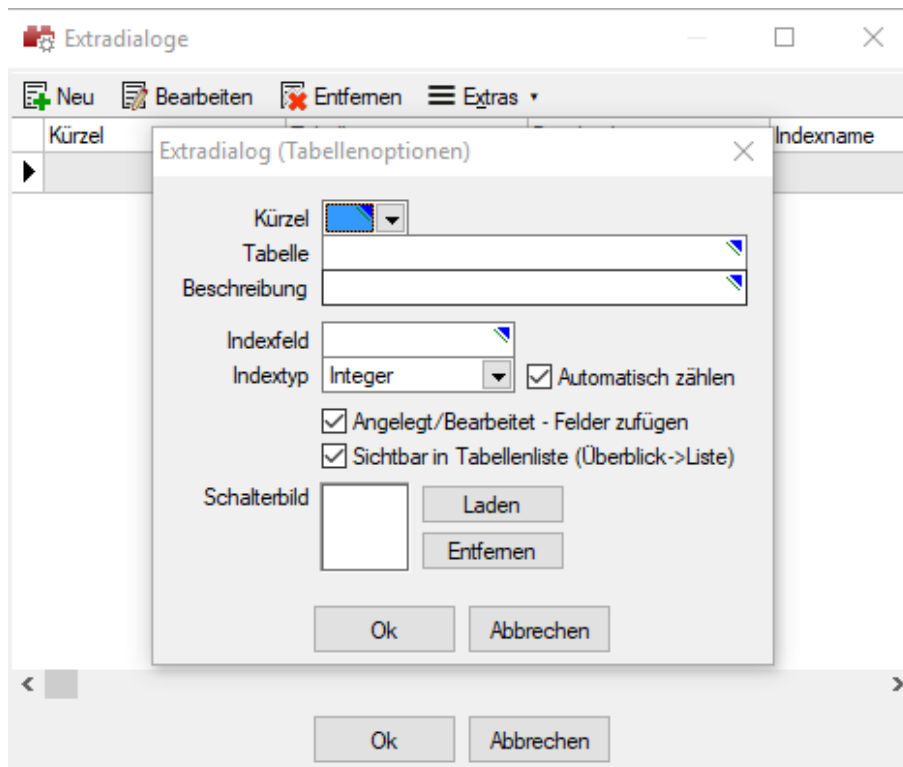 Extradialoge
Neu Bearbeiten Entfernen Extras
Kürzel Indexname
Extradialog (Tabellenoptionen)
Kürzel
Tabelle
Beschreibung
Indexfeld
Indextyp Integer Automatisch zählen
Angelegt/Bearbeitet - Felder zufügen
Sichtbar in Tabellenliste (Überblick->Liste)
Schalterbild Laden
Entfernen
Ok Abbrechen
Ok Abbrechen